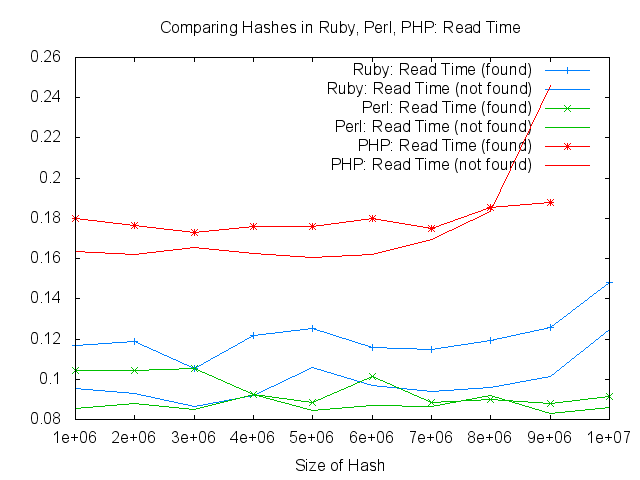 Comparing Hashes in Ruby, Perl, PHP: Read Time
0.26
0.24
0.22
0.2
0.18
0.16
0.14
0.12
0.1
0.08
Ruby: Read Time (found)
Ruby: Read Time (not found)
Perl: Read Time (found)
Perl: Read Time (not found)
PHP: Read Time (found)
PHP: Read Time (not found)
1e+06 2e+06 3e+06 4e+06 5e+06 6e+06 7e+06 8e+06 9e+06 1e+07
Size of Hash